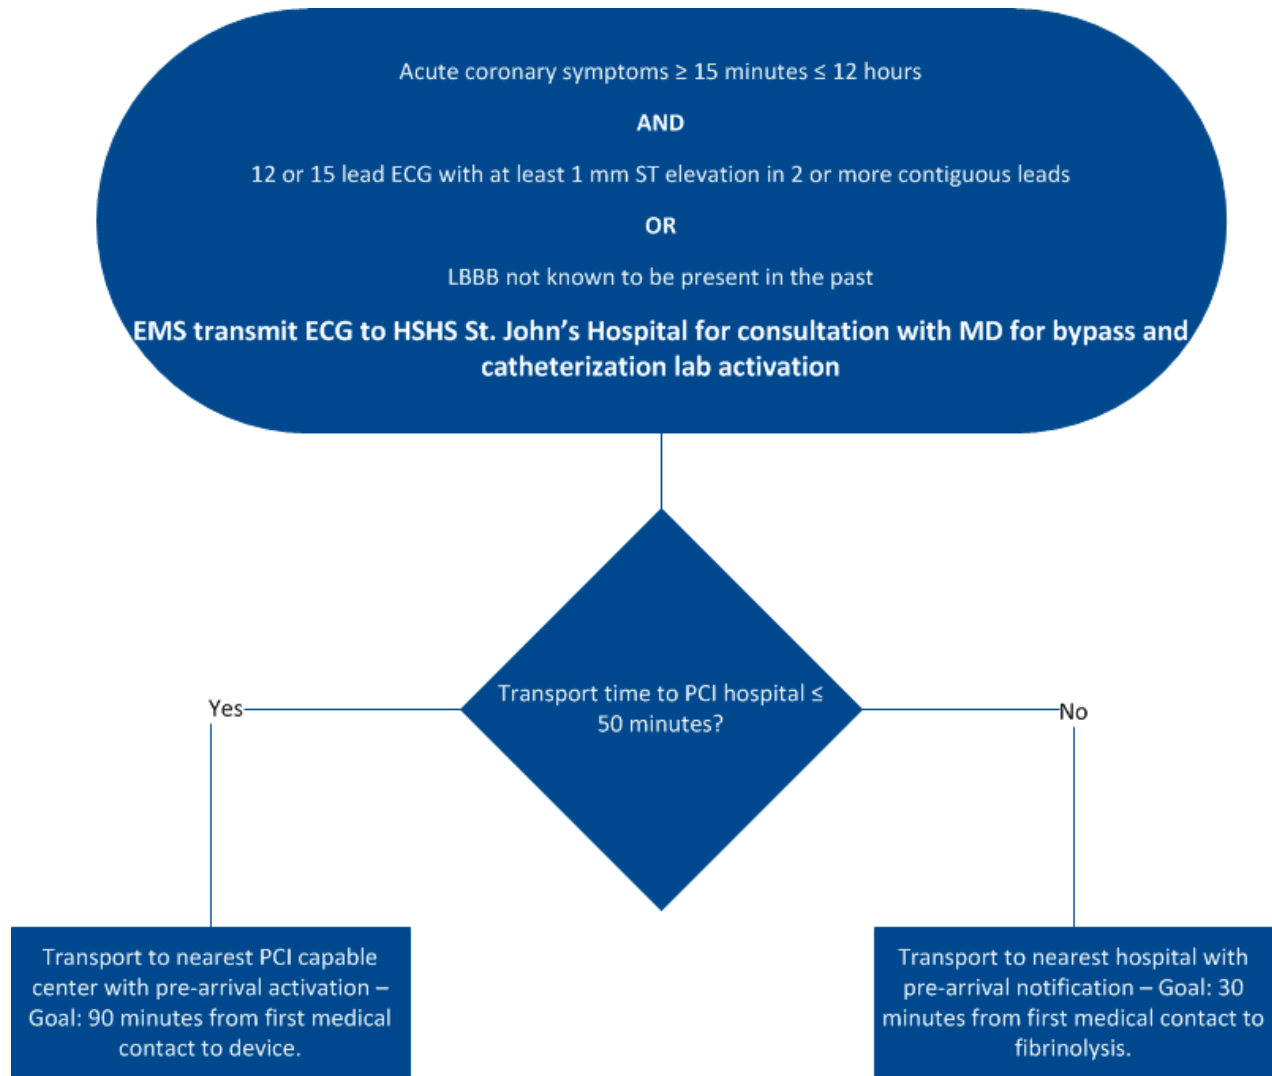 Acute coronary symptoms ≥ 15 minutes ≤ 12 hours
AND
12 or 15 lead ECG with at least 1 mm ST elevation in 2 or more contiguous leads
OR
LBBB not known to be present in the past
EMS transmit ECG to HSHS St. John’s Hospital for consultation with MD for bypass and
catheterization lab activation
Transport time to PCI hospital ≤
50 minutes?
Yes
No
Transport to nearest PCI capable
center with pre-arrival activation –
Goal: 90 minutes from first medical
contact to device.
Transport to nearest hospital with
pre-arrival notification – Goal: 30
minutes from first medical contact to
fibrinolysis.